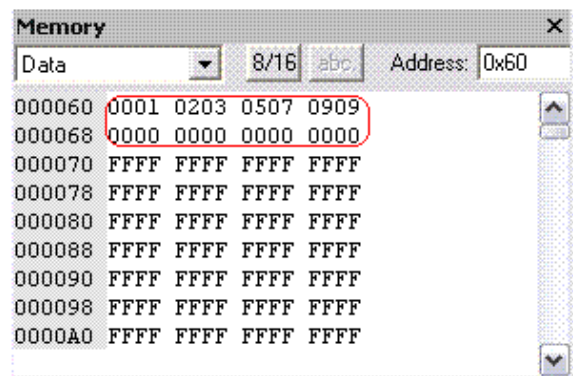 Memory
Data 8/16 abc. Address: 0x60
000060 0001 0203 0507 0909
000068 0000 0000 0000 0000
000070 FFFF FFFF FFFF FFFF
000078 FFFF FFFF FFFF FFFF
000080 FFFF FFFF FFFF FFFF
000088 FFFF FFFF FFFF FFFF
000090 FFFF FFFF FFFF FFFF
000098 FFFF FFFF FFFF FFFF
0000A0 FFFF FFFF FFFF FFFF